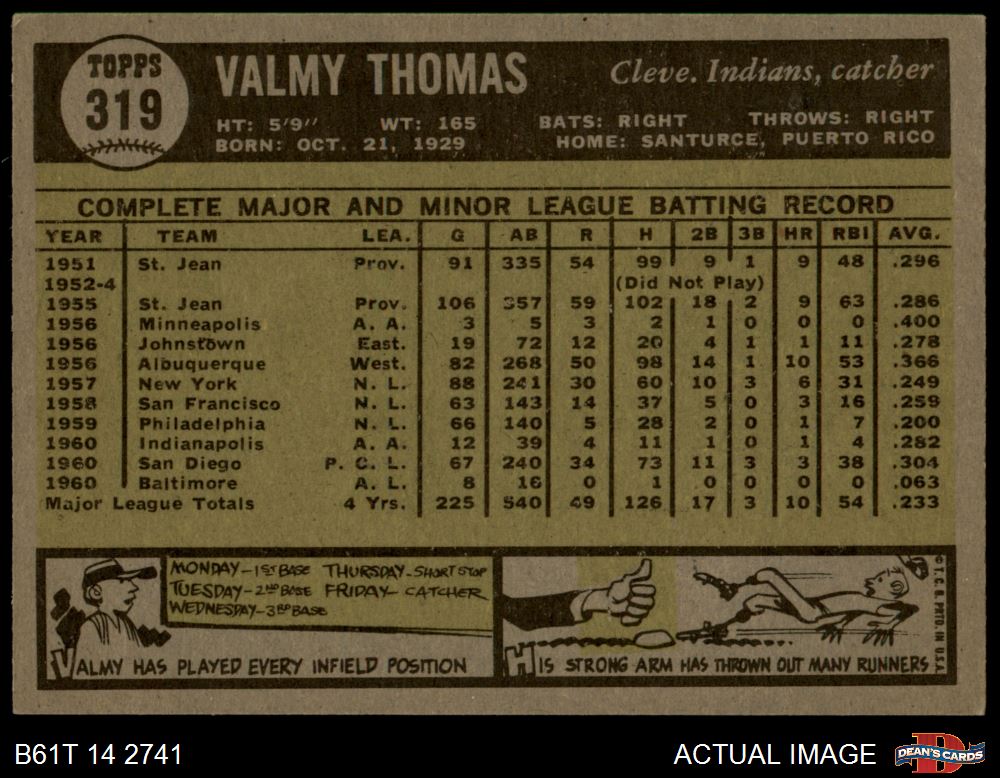 TOPPS
319
VALMY THOMAS
Cleve. Indians, catcher
HT: 5'9" WT: 165 BATS: RIGHT THROWS: RIGHT
BORN: OCT. 21, 1929 HOME: SANTURCE, PUERTO RICO
COMPLETE MAJOR AND MINOR LEAGUE BATTING RECORD
YEAR TEAM LEA. G AB R H 2B 3B HR RBI AVG.
1951 St. Jean Prov. 91 335 54 99 9 1 9 48 .296
1952-4 (Did Not Play)
1955 St. Jean Prov. 106 357 59 102 18 2 9 63 .286
1956 Minneapolis A. A. 3 5 3 2 1 0 0 0 .400
1956 Johnstown East. 19 72 12 20 4 1 1 11 .278
1956 Albuquerque West. 82 268 50 98 14 1 10 53 .366
1957 New York N. L. 88 241 30 60 10 3 6 31 .249
1958 San Francisco N. L. 63 143 14 37 5 0 3 16 .259
1959 Philadelphia N. L. 66 140 5 28 2 0 1 7 .200
1960 Indianapolis A. A. 12 39 4 11 1 0 1 4 .282
1960 San Diego P. C. L. 67 240 34 73 11 3 3 38 .304
1960 Baltimore A. L. 8 16 0 1 0 0 0 0 .063
Major League Totals 4 Yrs. 225 540 49 126 17 3 10 54 .233
MONDAY-1ST BASE THURSDAY-SHORTSTOP
TUESDAY-2ND BASE FRIDAY-CATCHER
WEDNESDAY-3RD BASE
VALMY HAS PLAYED EVERY INFIELD POSITION
HIS STRONG ARM HAS THROWN OUT MANY RUNNERS
© T. C. G. PRTD. IN U.S.A.
B61T 14 2741
ACTUAL IMAGE
DEAN'S CARDS